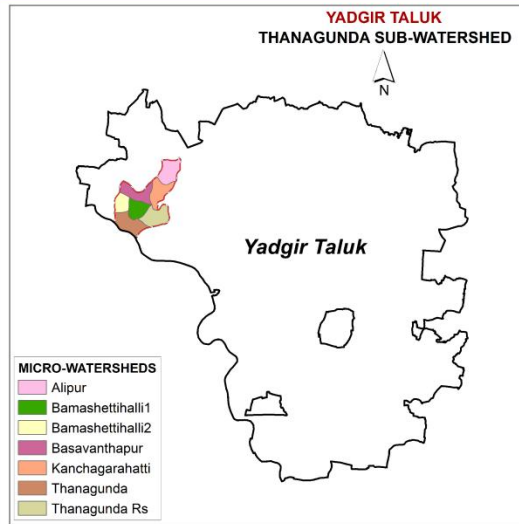 YADGIR TALUK
THANAGUNDA SUB-WATERSHED
N
Yadgir Taluk
MICRO-WATERSHEDS
Alipur
Bamashettihalli1
Bamashettihalli2
Basavanthapur
Kanchagarahatti
Thanagunda
Thanagunda Rs